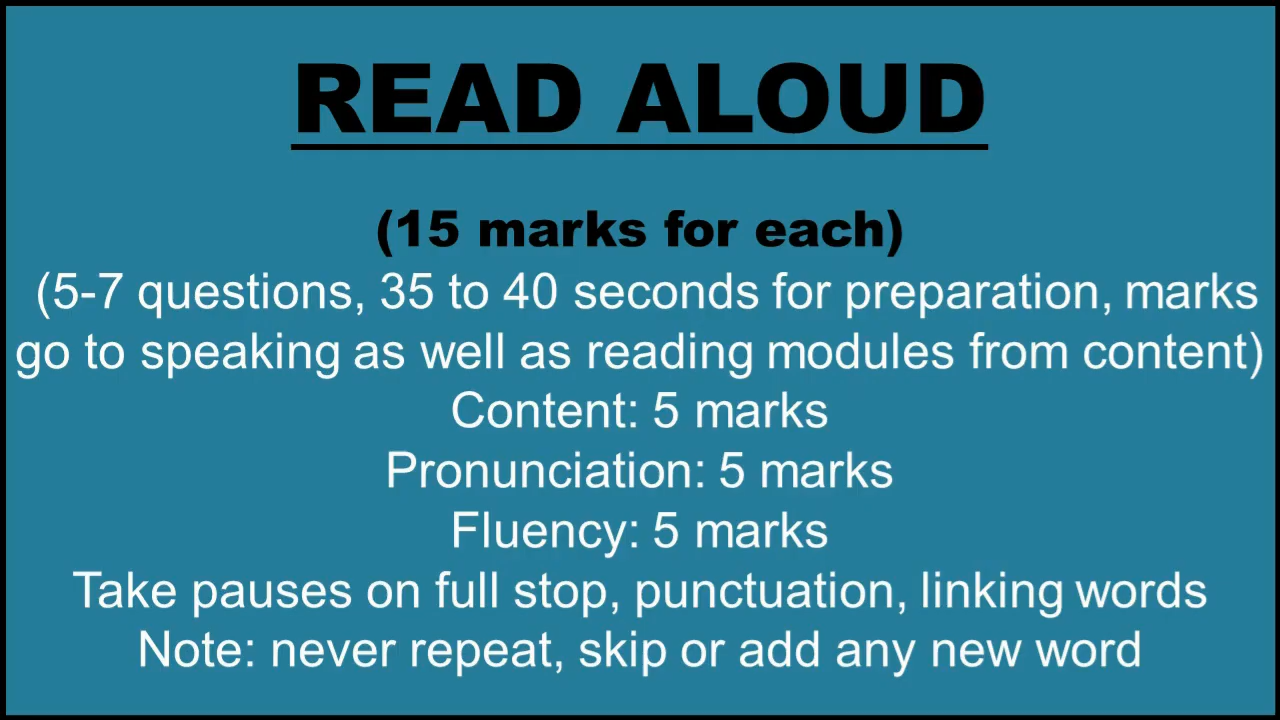 READ ALOUD
(15 marks for each)
(5-7 questions, 35 to 40 seconds for preparation, marks
go to speaking as well as reading modules from content)
Content: 5 marks
Pronunciation: 5 marks
Fluency: 5 marks
Take pauses on full stop, punctuation, linking words
Note: never repeat, skip or add any new word